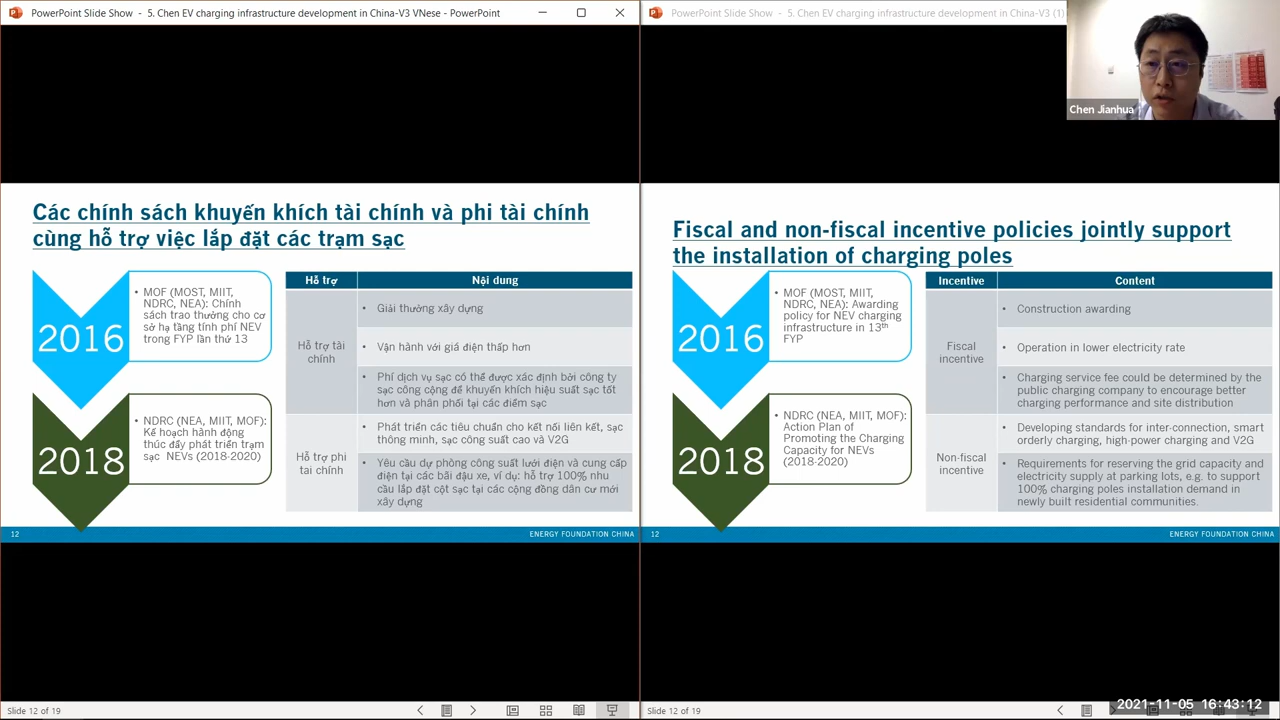 PowerPoint Slide Show - 5. Chen EV charging infrastructure development in China-V3 VNese - PowerPoint
Các chính sách khuyến khích tài chính và phi tài chính
cùng hỗ trợ việc lắp đặt các trạm sạc
2016
• MOF (MOST, MIIT,
NDRC, NEA): Chính
sách trao thưởng cho cơ
sở hạ tầng tính phí NEV
trong FYP lần thứ 13
2018
• NDRC (NEA, MIIT, MOF):
Kế hoạch hành động
thúc đẩy phát triển trạm
sạc NEVs (2018-2020)
Hỗ trợ
Nội dung
Hỗ trợ tài
chính
• Giải thưởng xây dựng
• Vận hành với giá điện thấp hơn
• Phí dịch vụ sạc có thể được xác định bởi công ty
sạc công cộng để khuyến khích hiệu suất sạc tốt
hơn và phân phối tại các điểm sạc
Hỗ trợ phi
tai chính
• Phát triển các tiêu chuẩn cho kết nối liên kết, sạc
thông minh, sạc công suất cao và V2G
• Yêu cầu dự phòng công suất lưới điện và cung cấp
điện tại các bãi đậu xe, ví dụ: hỗ trợ 100% nhu
cầu lắp đặt cột sạc tại các cộng đồng dân cư mới
xây dựng
12
ENERGY FOUNDATION CHINA
Slide 12 of 19
PowerPoint Slide Show - 5. Chen EV charging infrastructure development in China-V3 (1)
Chen Jianhua
Fiscal and non-fiscal incentive policies jointly support
the installation of charging poles
2016
• MOF (MOST, MIIT,
NDRC, NEA): Awarding
policy for NEV charging
infrastructure in 13th
FYP
2018
• NDRC (NEA, MIIT, MOF):
Action Plan of
Promoting the Charging
Capacity for NEVs
(2018-2020)
Incentive
Content
Fiscal
incentive
• Construction awarding
• Operation in lower electricity rate
• Charging service fee could be determined by the
public charging company to encourage better
charging performance and site distribution
Non-fiscal
incentive
• Developing standards for inter-connection, smart
orderly charging, high-power charging and V2G
• Requirements for reserving the grid capacity and
electricity supply at parking lots, e.g. to support
100% charging poles installation demand in
newly built residential communities.
12
ENERGY FOUNDATION CHINA
Slide 12 of 19
2021-11-05 16:43:12